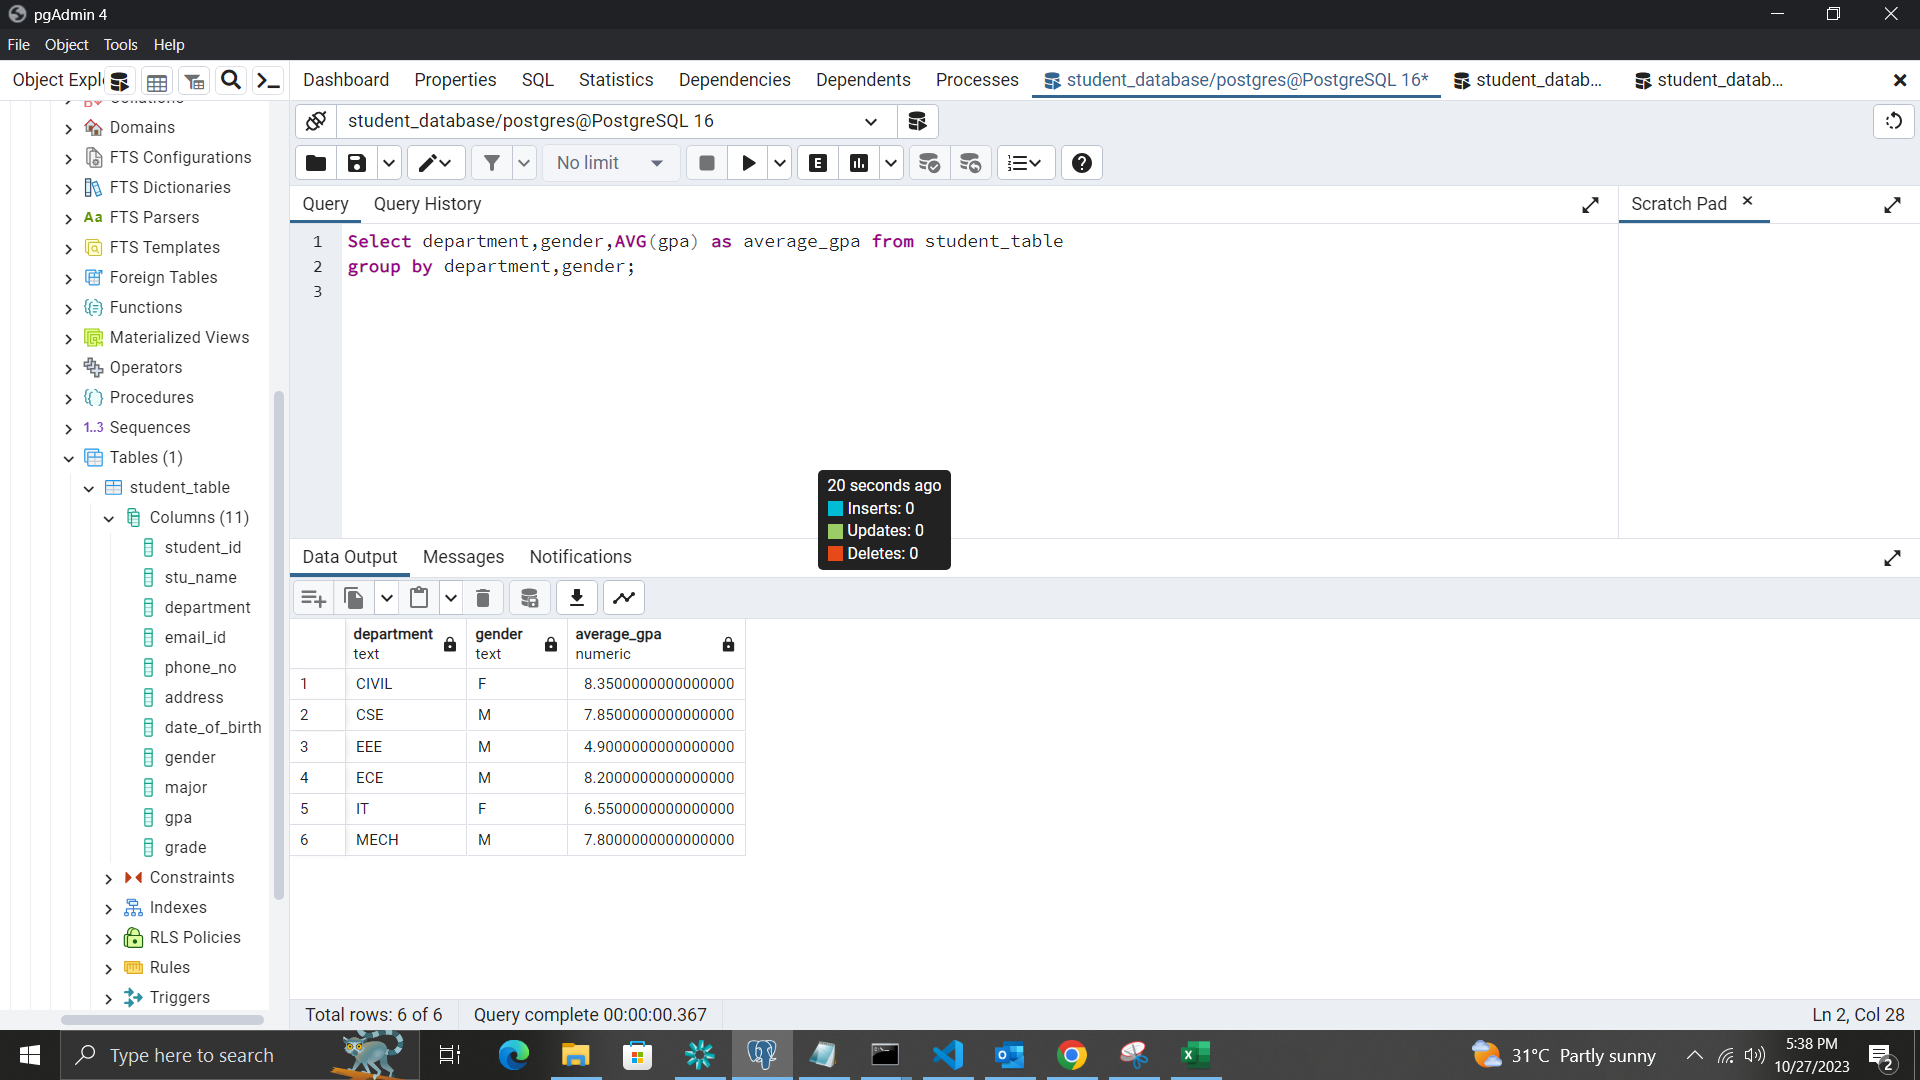 pgAdmin 4
File Object Tools Help
Object Expl
Dashboard Properties SQL Statistics Dependencies Dependents Processes student_database/postgres@PostgreSQL 16* student_datab... student_datab...
Domains
FTS Configurations
FTS Dictionaries
Aa FTS Parsers
FTS Templates
Foreign Tables
Functions
Materialized Views
Operators
Procedures
1..3 Sequences
Tables (1)
student_table
Columns (11)
student_id
stu_name
department
email_id
phone_no
address
date_of_birth
gender
major
gpa
grade
Constraints
Indexes
RLS Policies
Rules
Triggers
student_database/postgres@PostgreSQL 16
No limit
E
Query Query History
Scratch Pad
1 Select department,gender,AVG(gpa) as average_gpa from student_table
2 group by department,gender;
3
20 seconds ago
Inserts: 0
Updates: 0
Deletes: 0
Data Output Messages Notifications
department gender average_gpa
text text numeric
1 CIVIL F 8.3500000000000000
2 CSE M 7.8500000000000000
3 EEE M 4.9000000000000000
4 ECE M 8.2000000000000000
5 IT F 6.5500000000000000
6 MECH M 7.8000000000000000
Total rows: 6 of 6 Query complete 00:00:00.367 Ln 2, Col 28
Type here to search
31°C Partly sunny
5:38 PM
10/27/2023
2